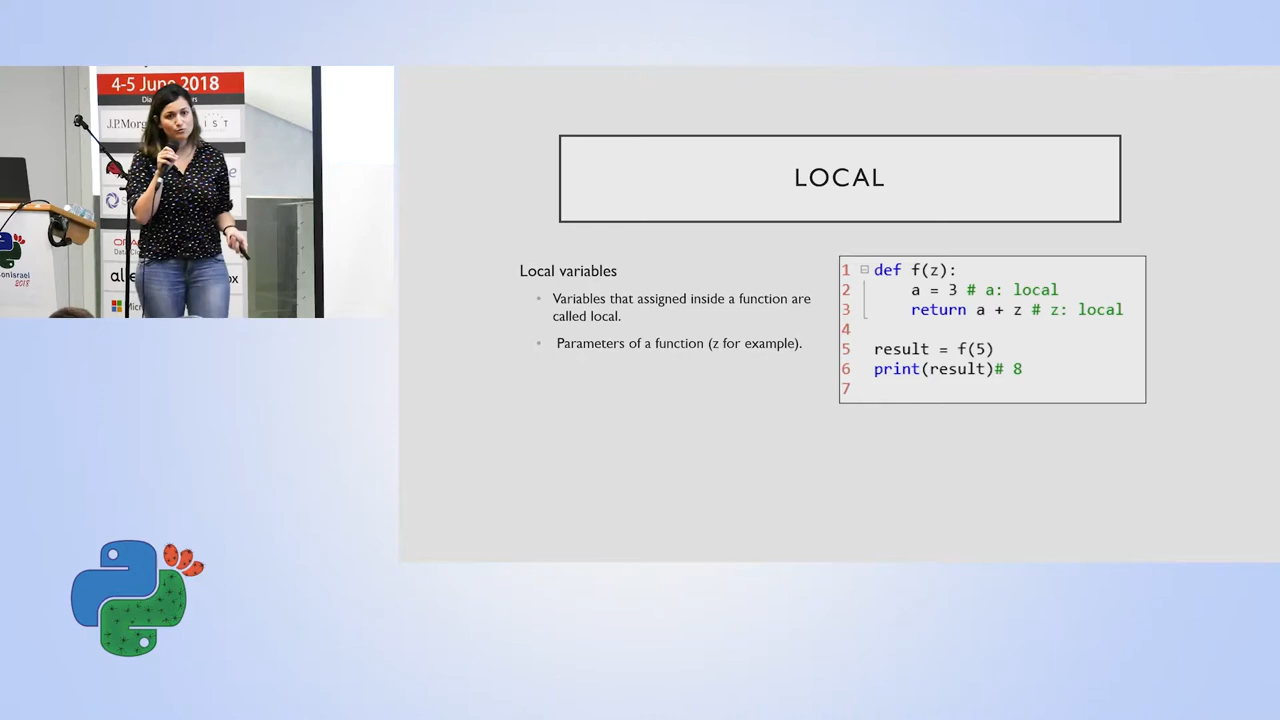 4-5 June 2018
J.P.Morg
IST
2018
LOCAL
Local variables
• Variables that assigned inside a function are
called local.
• Parameters of a function (z for example).
1 def f(z):
2 a = 3 # a: local
3 return a + z # z: local
4
5 result = f(5)
6 print(result)# 8
7